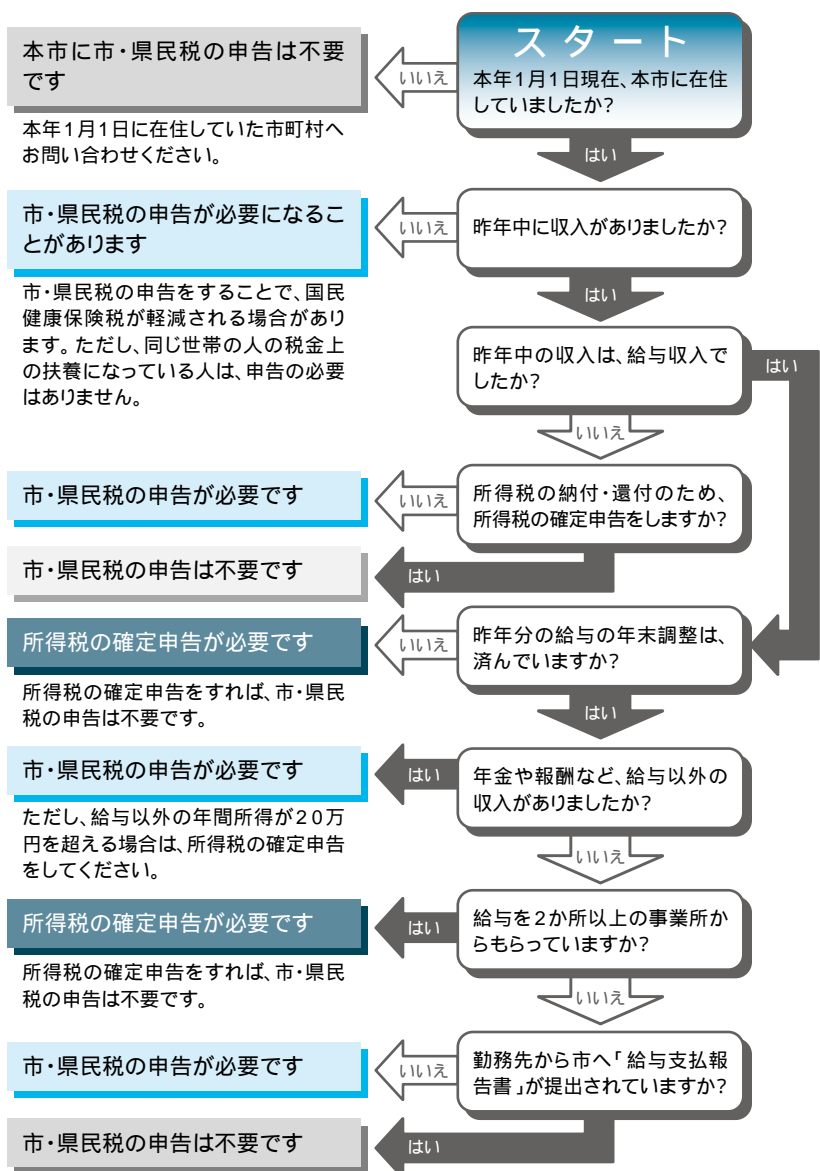 スタート
本年1月1日現在、本市に在住
していましたか?
いいえ
本市に市・県民税の申告は不要
です
本年1月1日に在住していた市町村へ
お問い合わせください。
はい
昨年中に収入がありましたか?
いいえ
市・県民税の申告が必要になるこ
とがあります
市・県民税の申告をすることで、国民
健康保険税が軽減される場合があり
ます。ただし、同じ世帯の人の税金上
の扶養になっている人は、申告の必要
はありません。
はい
昨年中の収入は、給与収入で
したか?
はい
いいえ
所得税の納付・還付のため、
所得税の確定申告をしますか?
いいえ
市・県民税の申告が必要です
はい
市・県民税の申告は不要です
昨年分の給与の年末調整は、
済んでいますか?
いいえ
所得税の確定申告が必要です
所得税の確定申告をすれば、市・県民
税の申告は不要です。
はい
年金や報酬など、給与以外の
収入がありましたか?
はい
市・県民税の申告が必要です
ただし、給与以外の年間所得が20万
円を超える場合は、所得税の確定申告
をしてください。
いいえ
給与を2か所以上の事業所か
らもらっていますか?
はい
所得税の確定申告が必要です
所得税の確定申告をすれば、市・県民
税の申告は不要です。
いいえ
勤務先から市へ「給与支払報
告書」が提出されていますか?
いいえ
市・県民税の申告が必要です
はい
市・県民税の申告は不要です